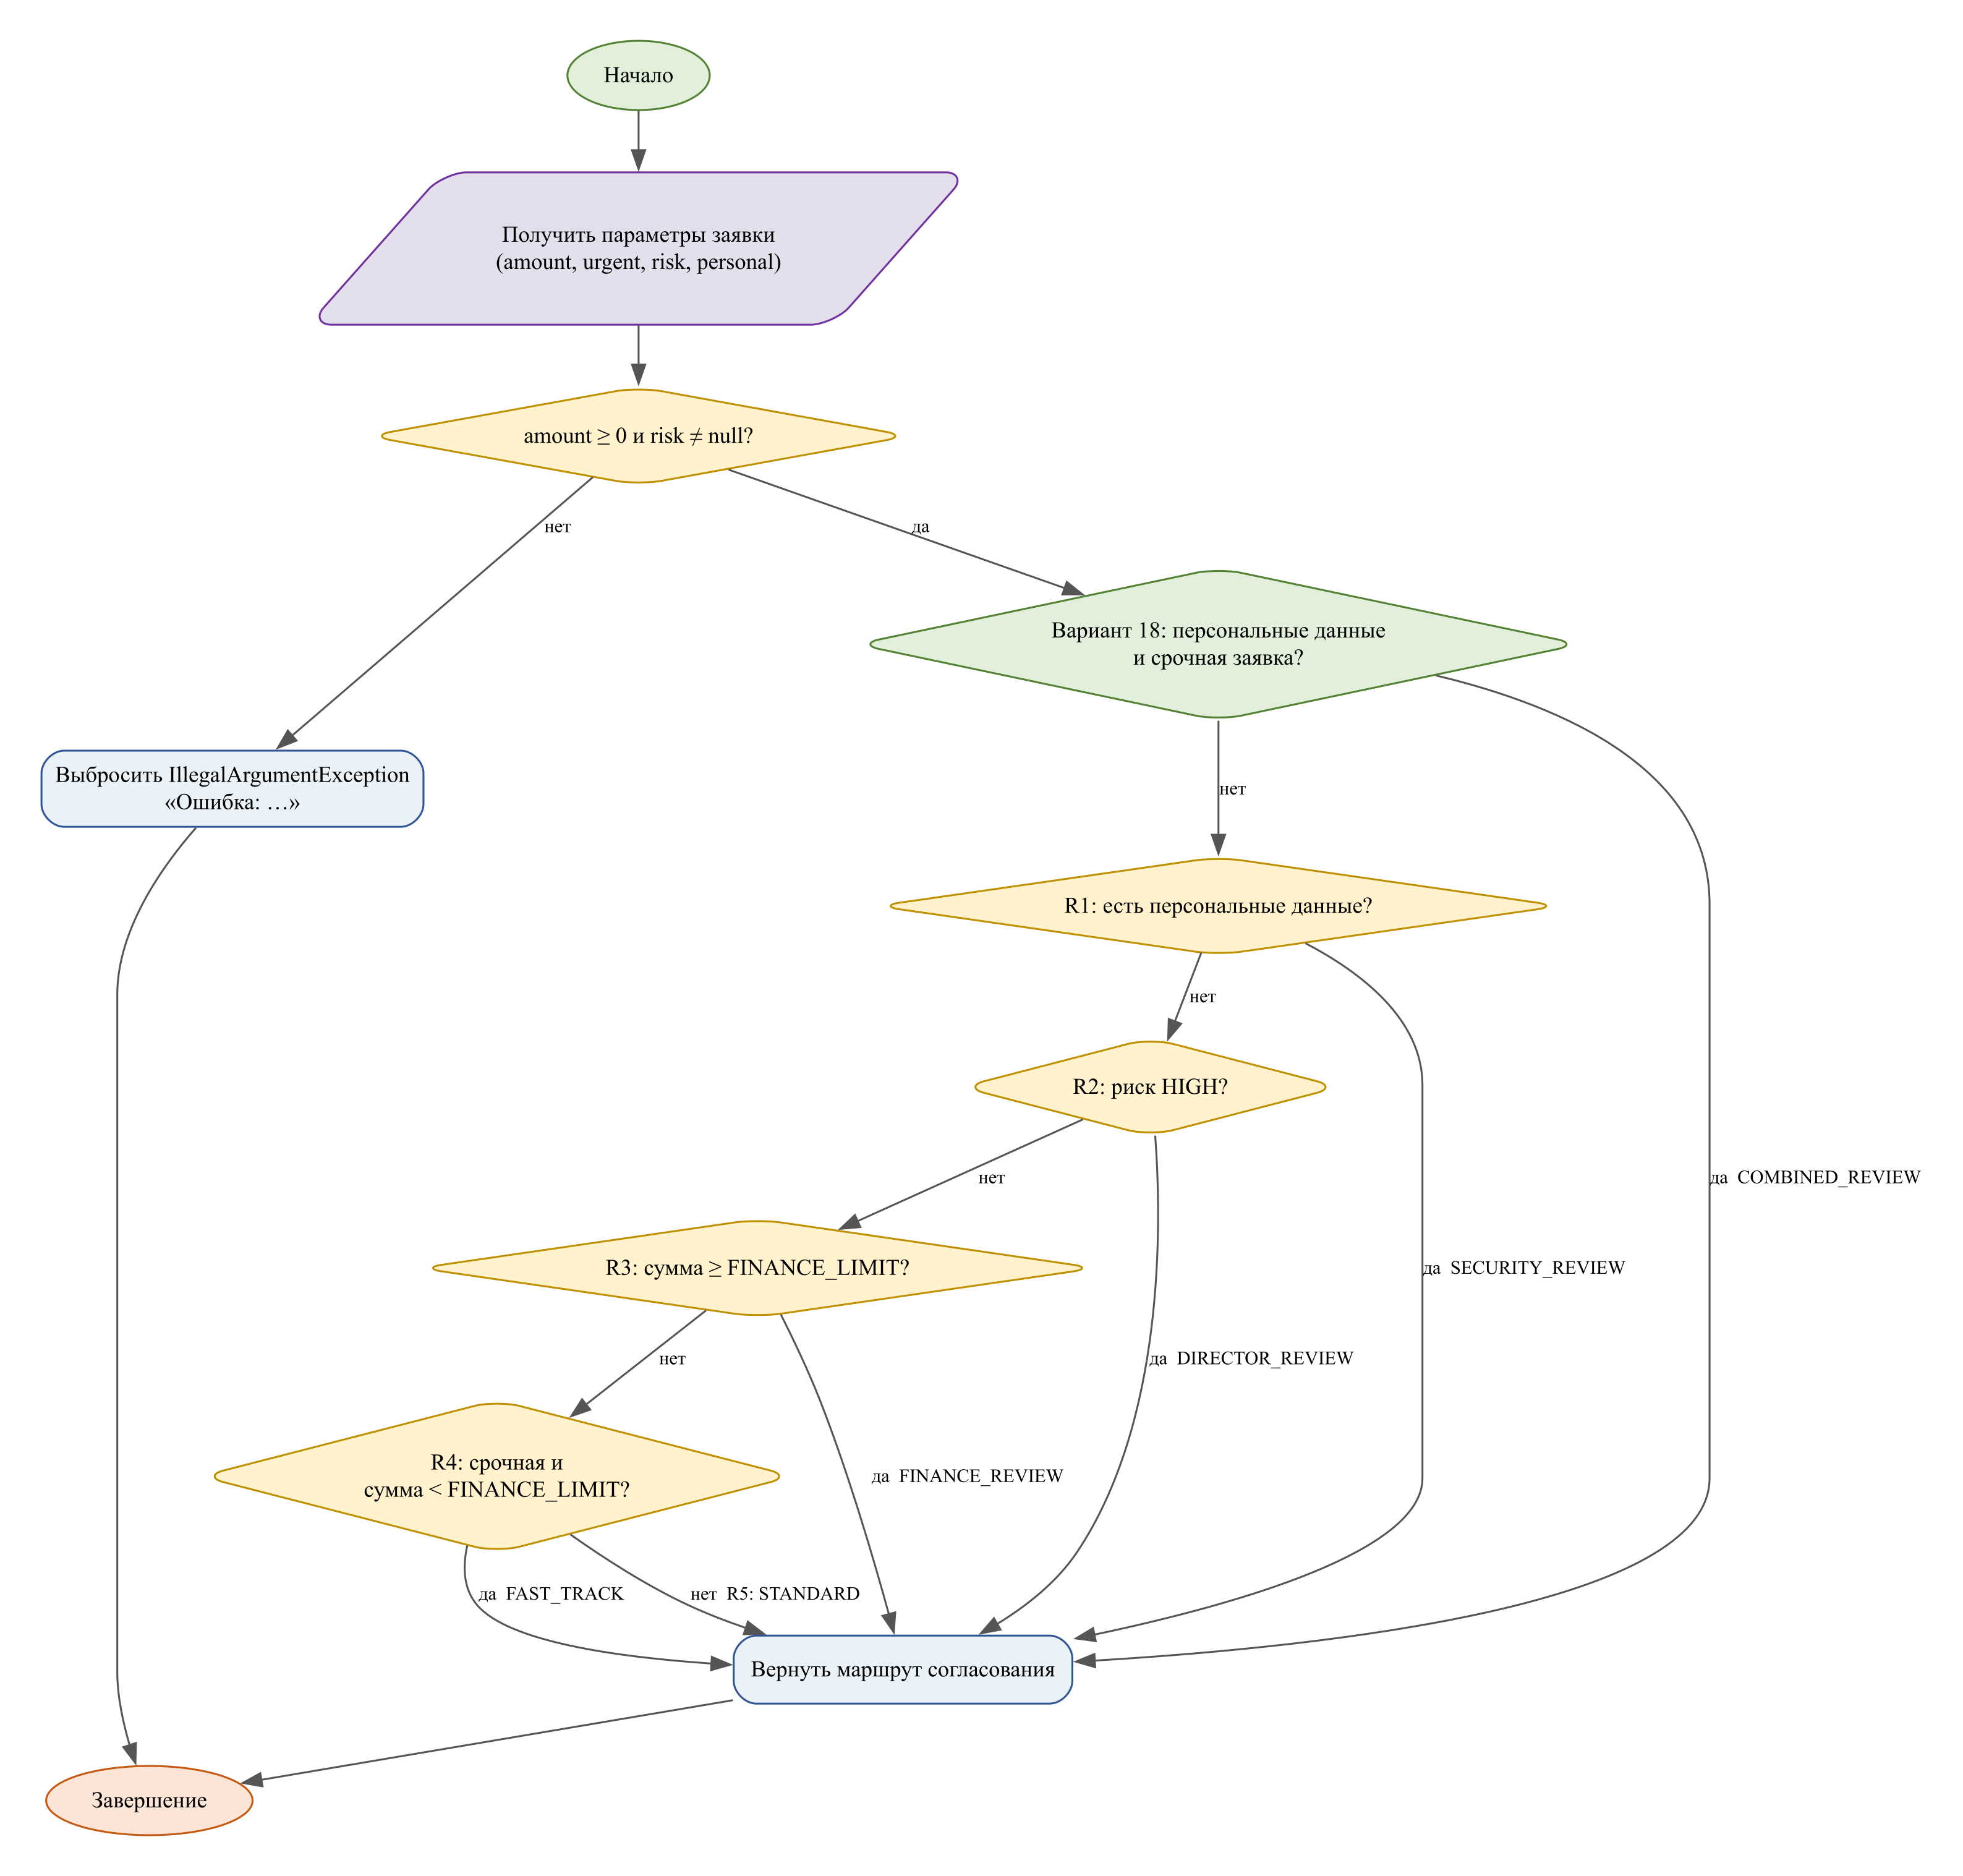 Начало
Получить параметры заявки
(amount, urgent, risk, personal)
amount ≥ 0 и risk ≠ null?
нет
да
Вариант 18: персональные данные
и срочная заявка?
Выбросить IllegalArgumentException
«Ошибка: …»
нет
R1: есть персональные данные?
нет
R2: риск HIGH?
нет
да COMBINED_REVIEW
R3: сумма ≥ FINANCE_LIMIT?
да SECURITY_REVIEW
нет
да DIRECTOR_REVIEW
R4: срочная и
сумма < FINANCE_LIMIT?
да FINANCE_REVIEW
да FAST_TRACK
нет R5: STANDARD
Вернуть маршрут согласования
Завершение